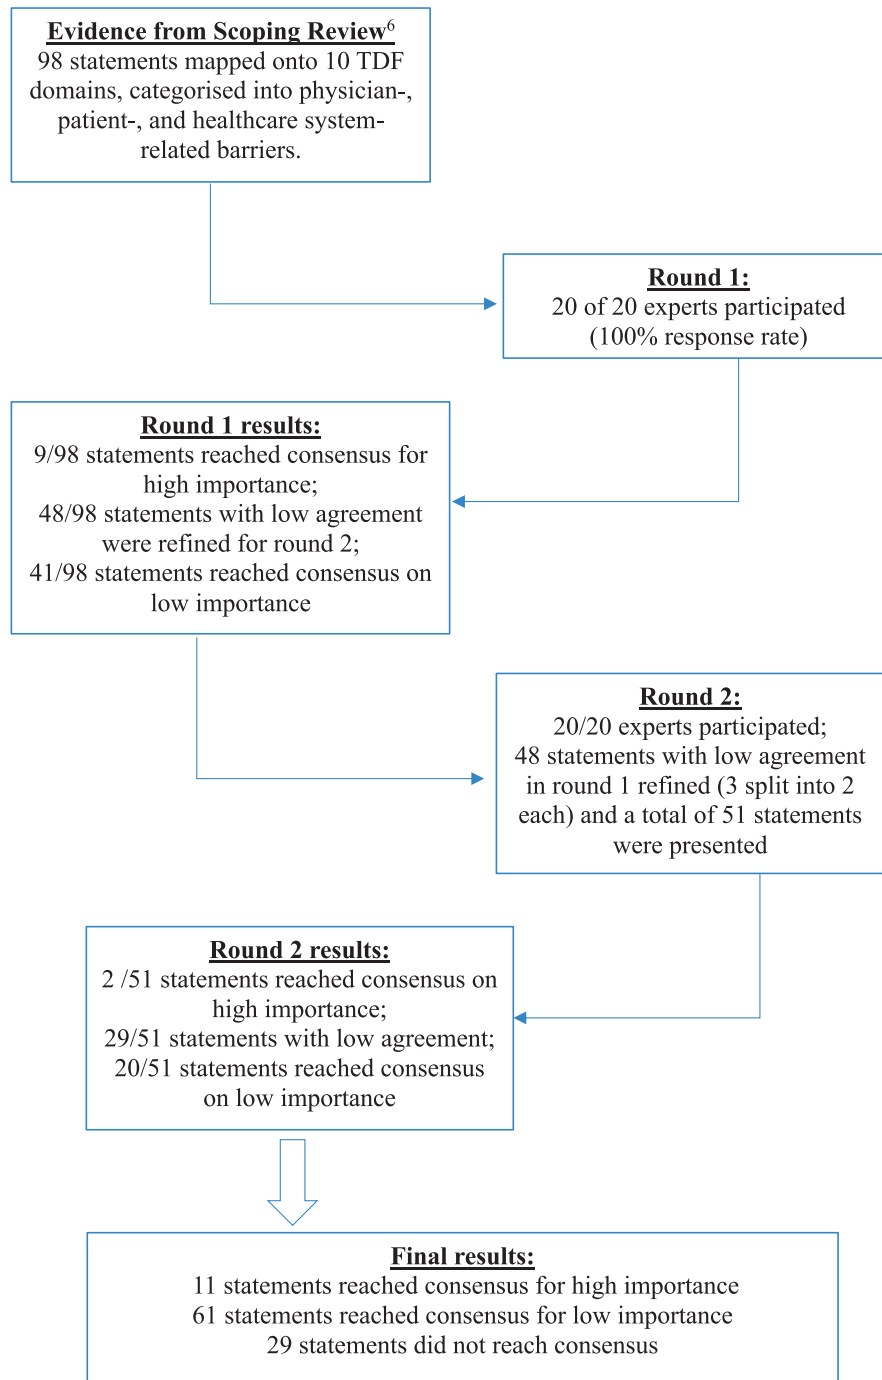 Evidence from Scoping Review6
98 statements mapped onto 10 TDF
domains, categorised into physician-,
patient-, and healthcare system-
related barriers.
Round 1:
20 of 20 experts participated
(100% response rate)
Round 1 results:
9/98 statements reached consensus for
high importance;
48/98 statements with low agreement
were refined for round 2;
41/98 statements reached consensus on
low importance
Round 2:
20/20 experts participated;
48 statements with low agreement
in round 1 refined (3 split into 2
each) and a total of 51 statements
were presented
Round 2 results:
2 /51 statements reached consensus on
high importance;
29/51 statements with low agreement;
20/51 statements reached consensus
on low importance
Final results:
11 statements reached consensus for high importance
61 statements reached consensus for low importance
29 statements did not reach consensus